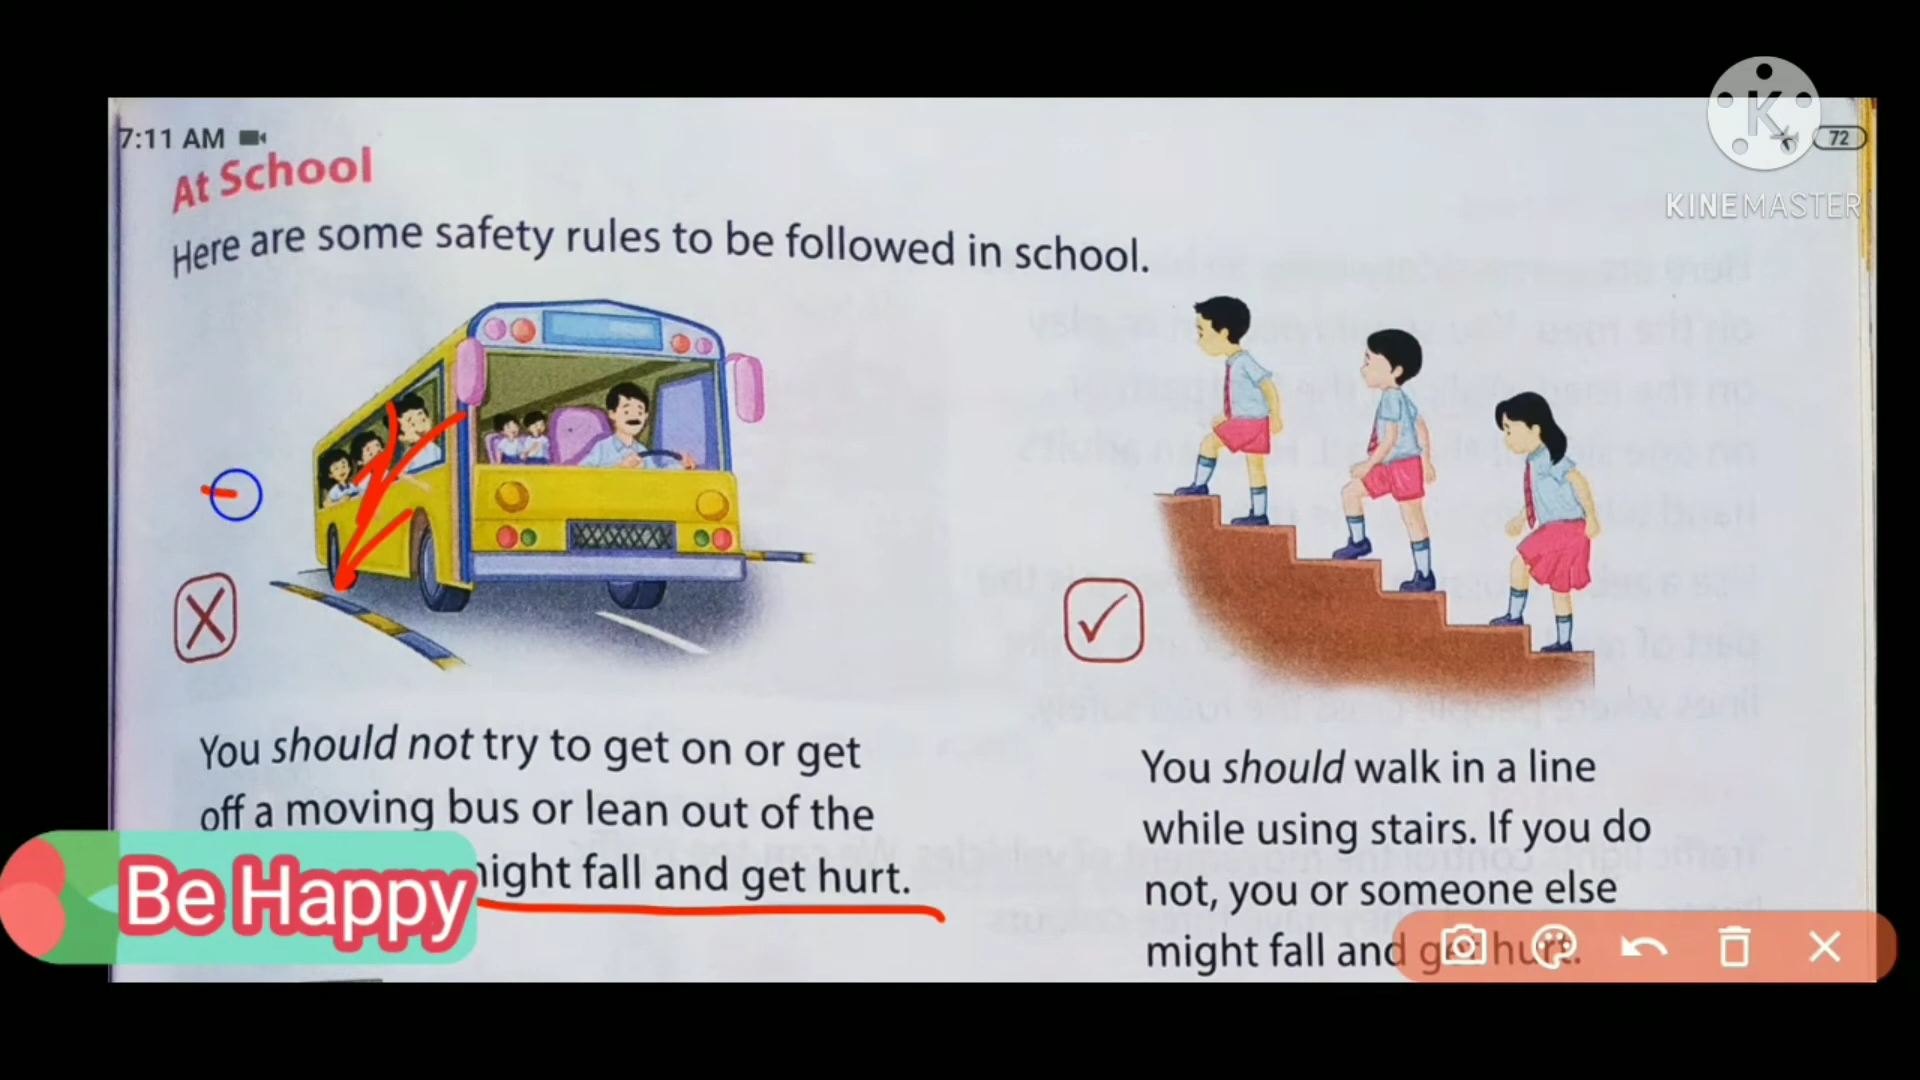 7:11 AM
72
K
KINEMASTER
At School
Here are some safety rules to be followed in school.
You should not try to get on or get
off a moving bus or lean out of the
might fall and get hurt.
You should walk in a line
while using stairs. If you do
not, you or someone else
might fall and get hurt.
Be Happy